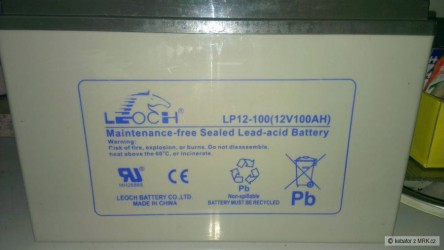 LEOCH
LP12-100(12V100AH)
Maintenance-free Sealed Lead-acid Battery
Warning:
Risk of fire, explosion, or burns. Do not disassemble,
heat above the 60°C, or incinerate.
Pb
Non-spillable
Pb
LEOCH BATTERY CO.,LTD
MADE IN CHINA
BATTERY MUST BE RECYCLED
© kebalor z MRK.cz